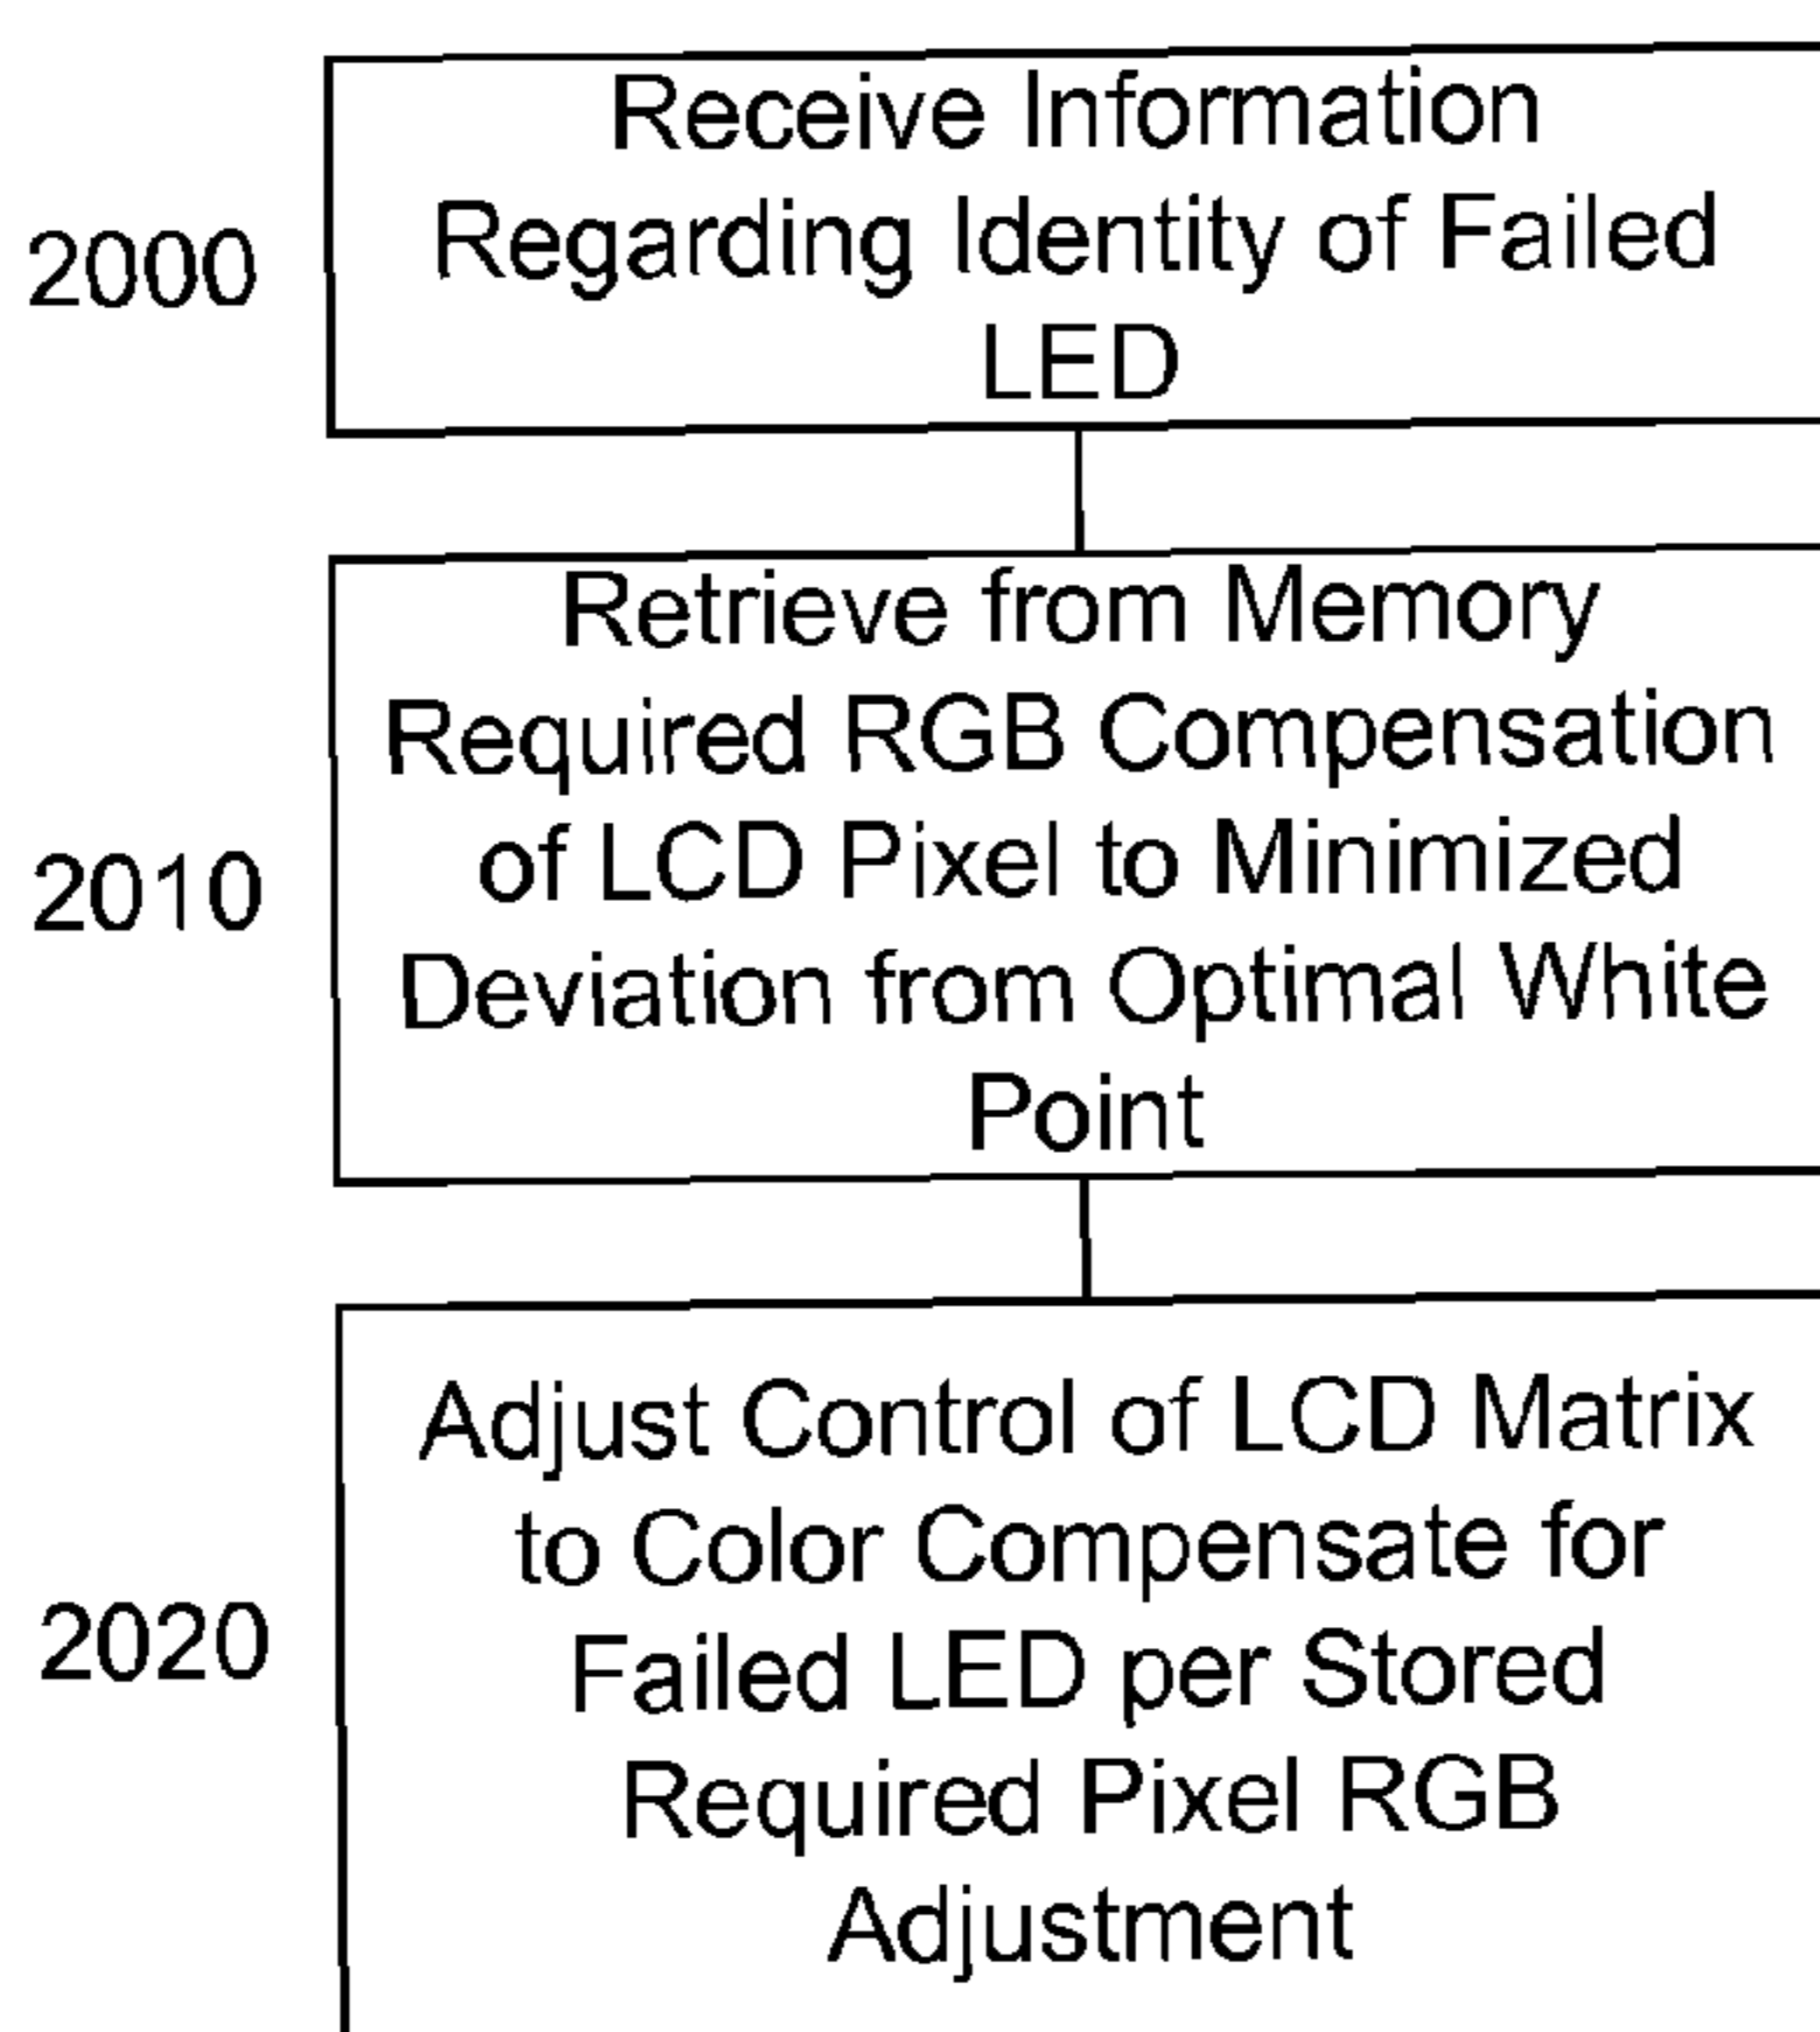 2000
Receive Information
Regarding Identity of Failed
LED
2010
Retrieve from Memory
Required RGB Compensation
of LCD Pixel to Minimized
Deviation from Optimal White
Point
2020
Adjust Control of LCD Matrix
to Color Compensate for
Failed LED per Stored
Required Pixel RGB
Adjustment